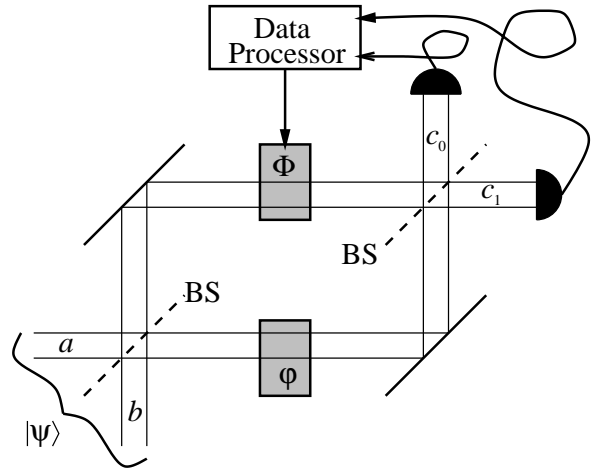 Data
Processor
c₀
Φ
c₁
BS
BS
a
φ
b
|ψ⟩